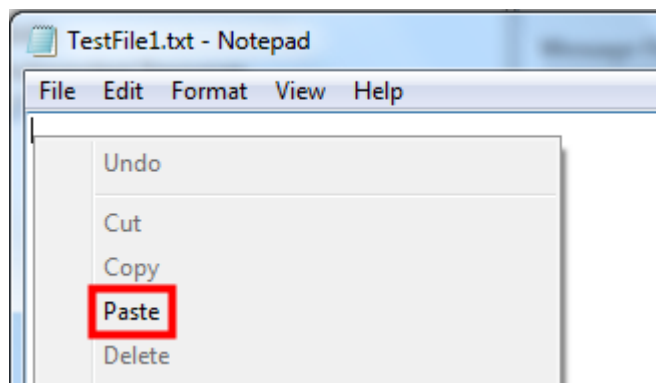 TestFile1.txt - Notepad
File Edit Format View Help
Undo
Cut
Copy
Paste
Delete